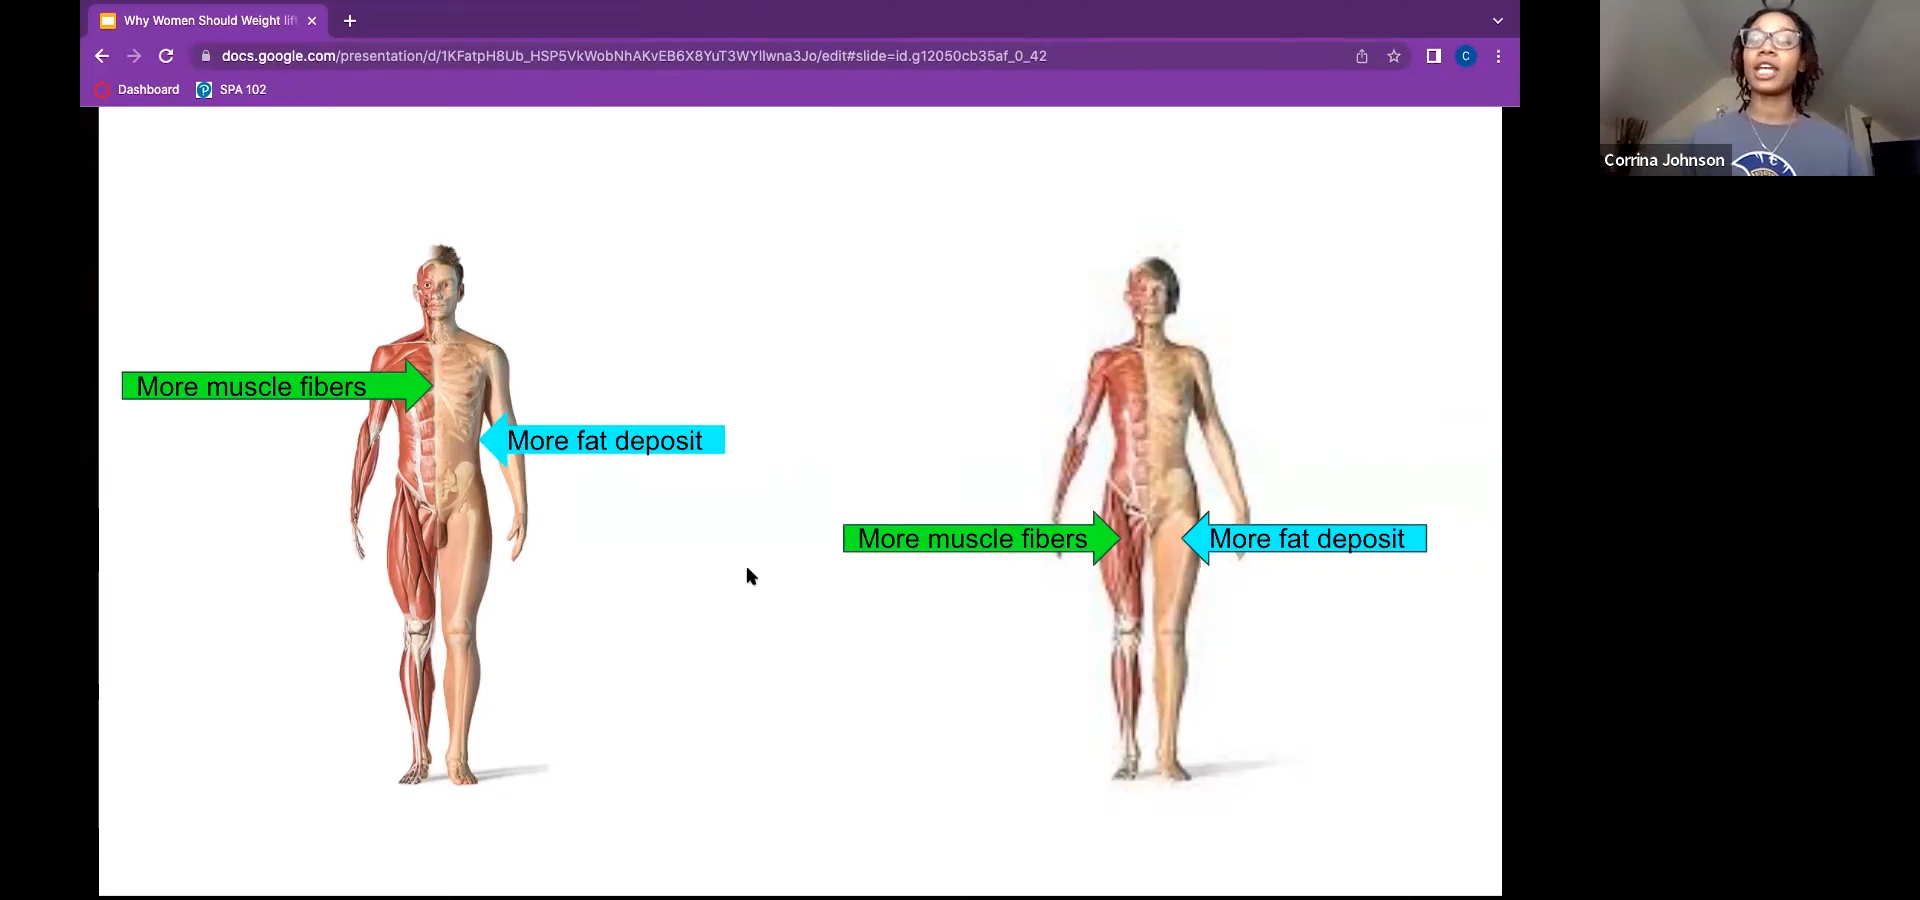 Why Women Should Weight lift
docs.google.com/presentation/d/1KFatpH8Ub_HSP5VkWobNhAKvEB6X8YuT3WYllwna3Jo/edit#slide=id.g12050cb35af_0_42
C
Dashboard
SPA 102
Corrina Johnson
More muscle fibers
More fat deposit
More muscle fibers
More fat deposit